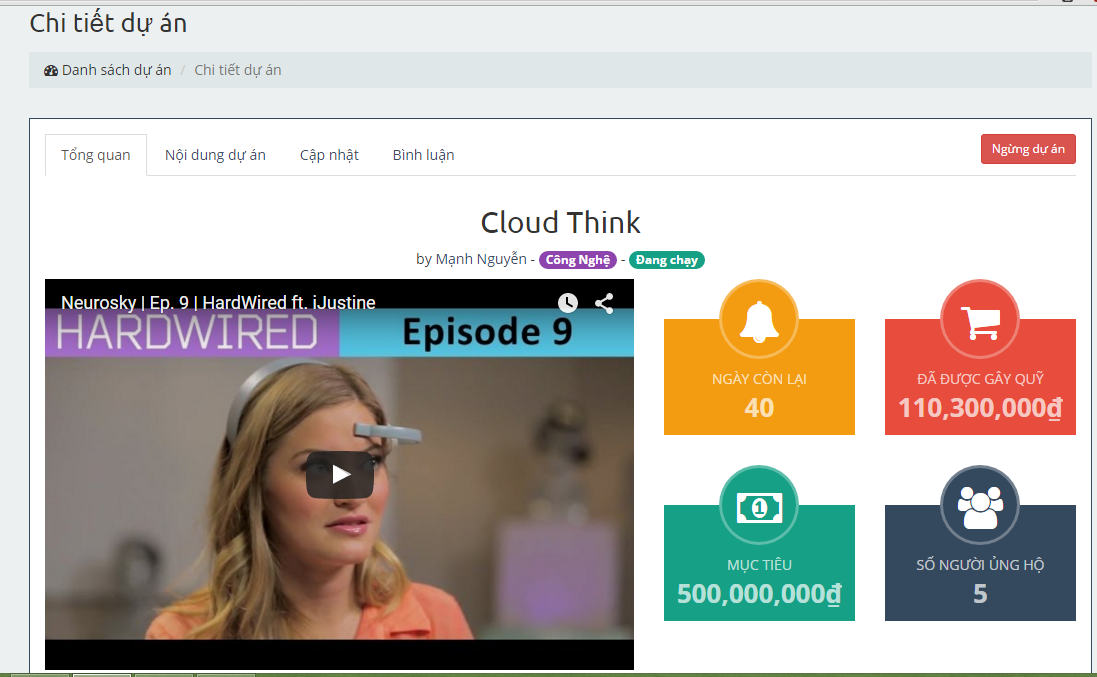 Chi tiết dự án
Danh sách dự án / Chi tiết dự án
Tổng quan Nội dung dự án Cập nhật Bình luận Ngừng dự án
Cloud Think
by Mạnh Nguyễn - Công Nghệ - Đang chạy
Neurosky | Ep. 9 | HardWired ft. iJustine
HARDWIRED Episode 9
NGÀY CÒN LẠI
40
ĐÃ ĐƯỢC GÂY QUỸ
110,300,000₫
MỤC TIÊU
500,000,000₫
SỐ NGƯỜI ỦNG HỘ
5